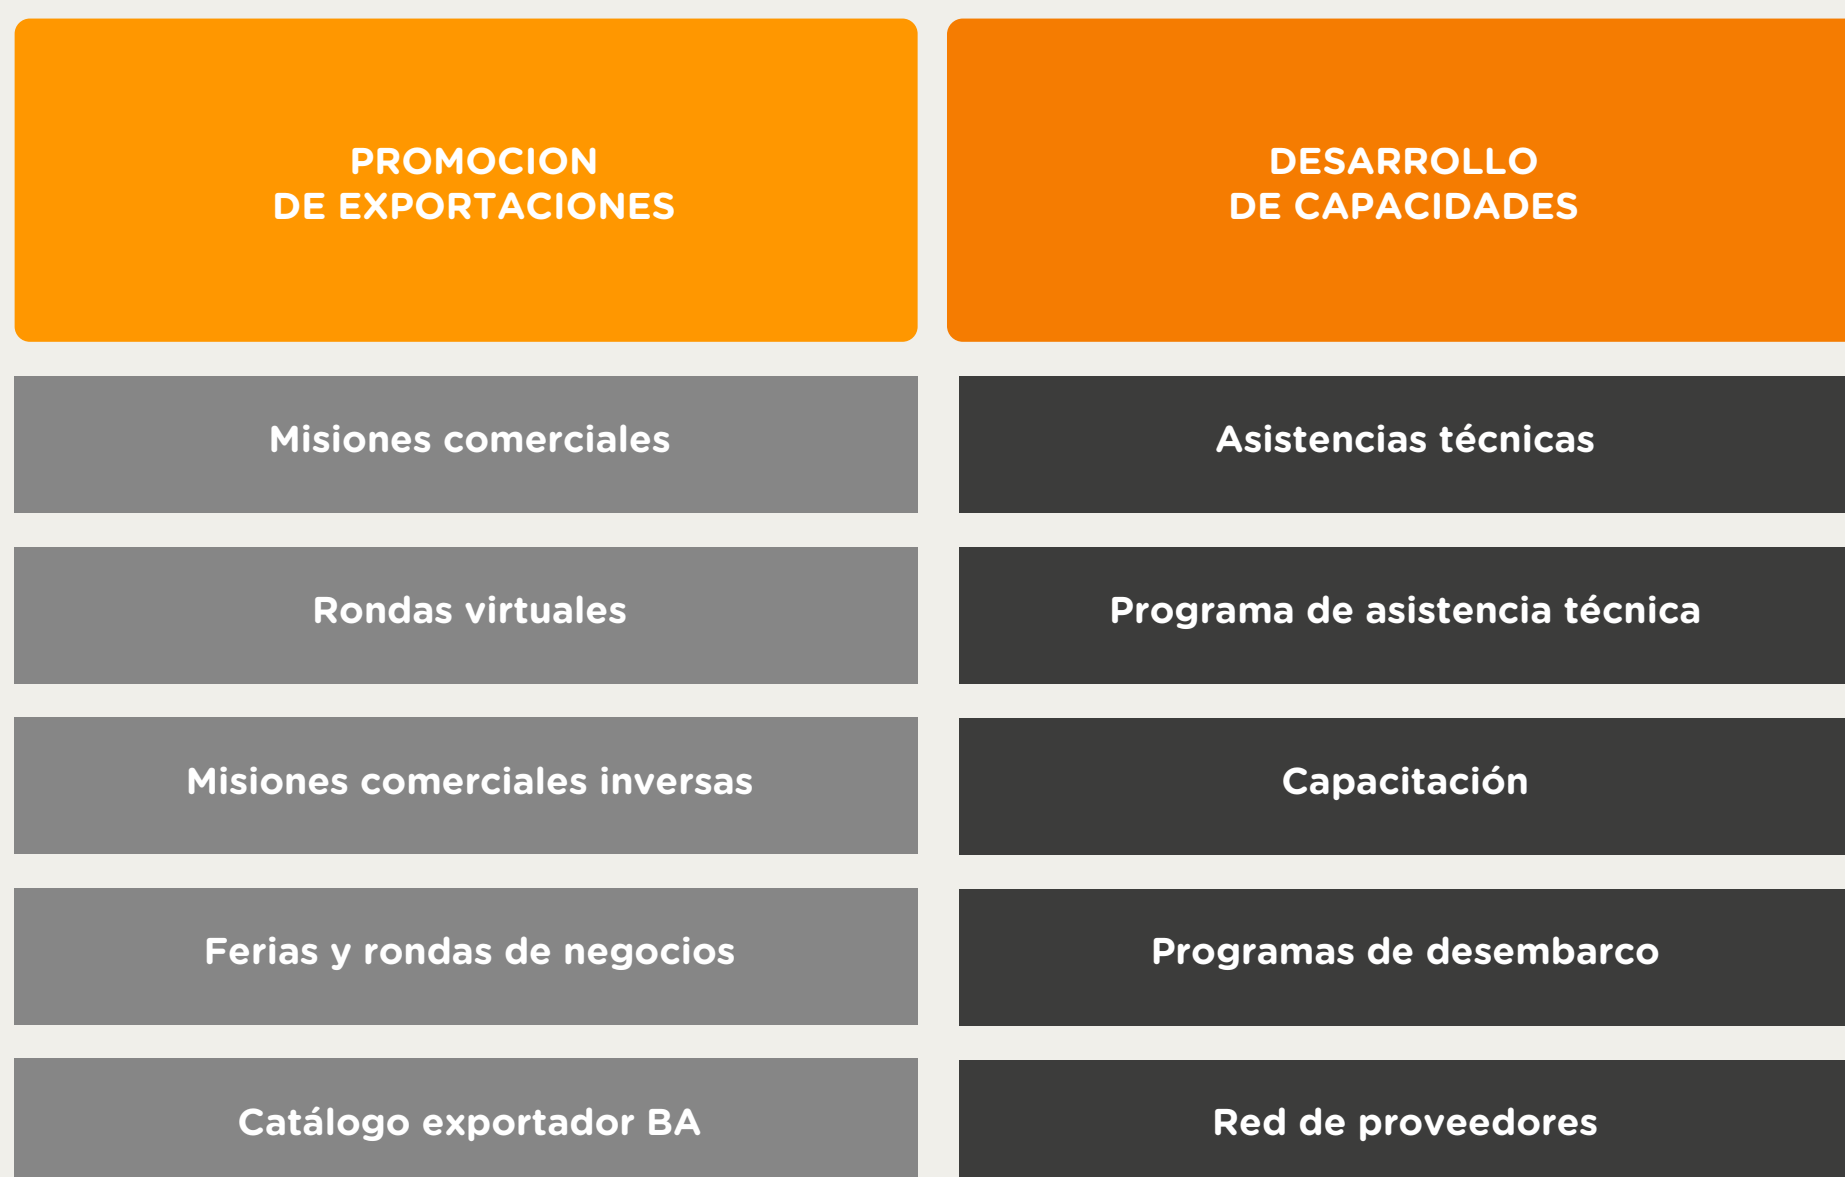 PROMOCION
DE EXPORTACIONES
Misiones comerciales
Rondas virtuales
Misiones comerciales inversas
Ferias y rondas de negocios
Catálogo exportador BA
DESARROLLO
DE CAPACIDADES
Asistencias técnicas
Programa de asistencia técnica
Capacitación
Programas de desembarco
Red de proveedores